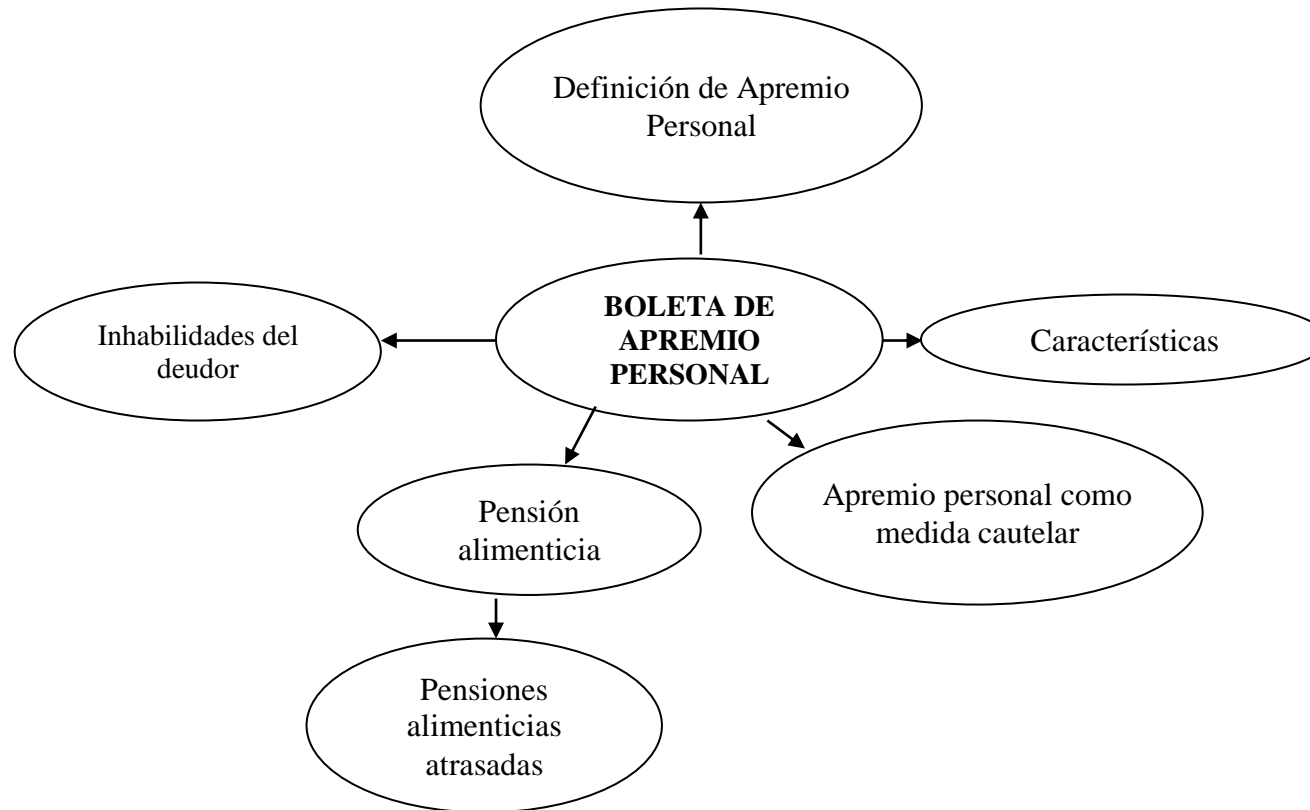 Definición de Apremio
Personal
BOLETA DE
APREMIO
PERSONAL
Inhabilidades del
deudor
Características
Pensión
alimenticia
Apremio personal como
medida cautelar
Pensiones
alimenticias
atrasadas